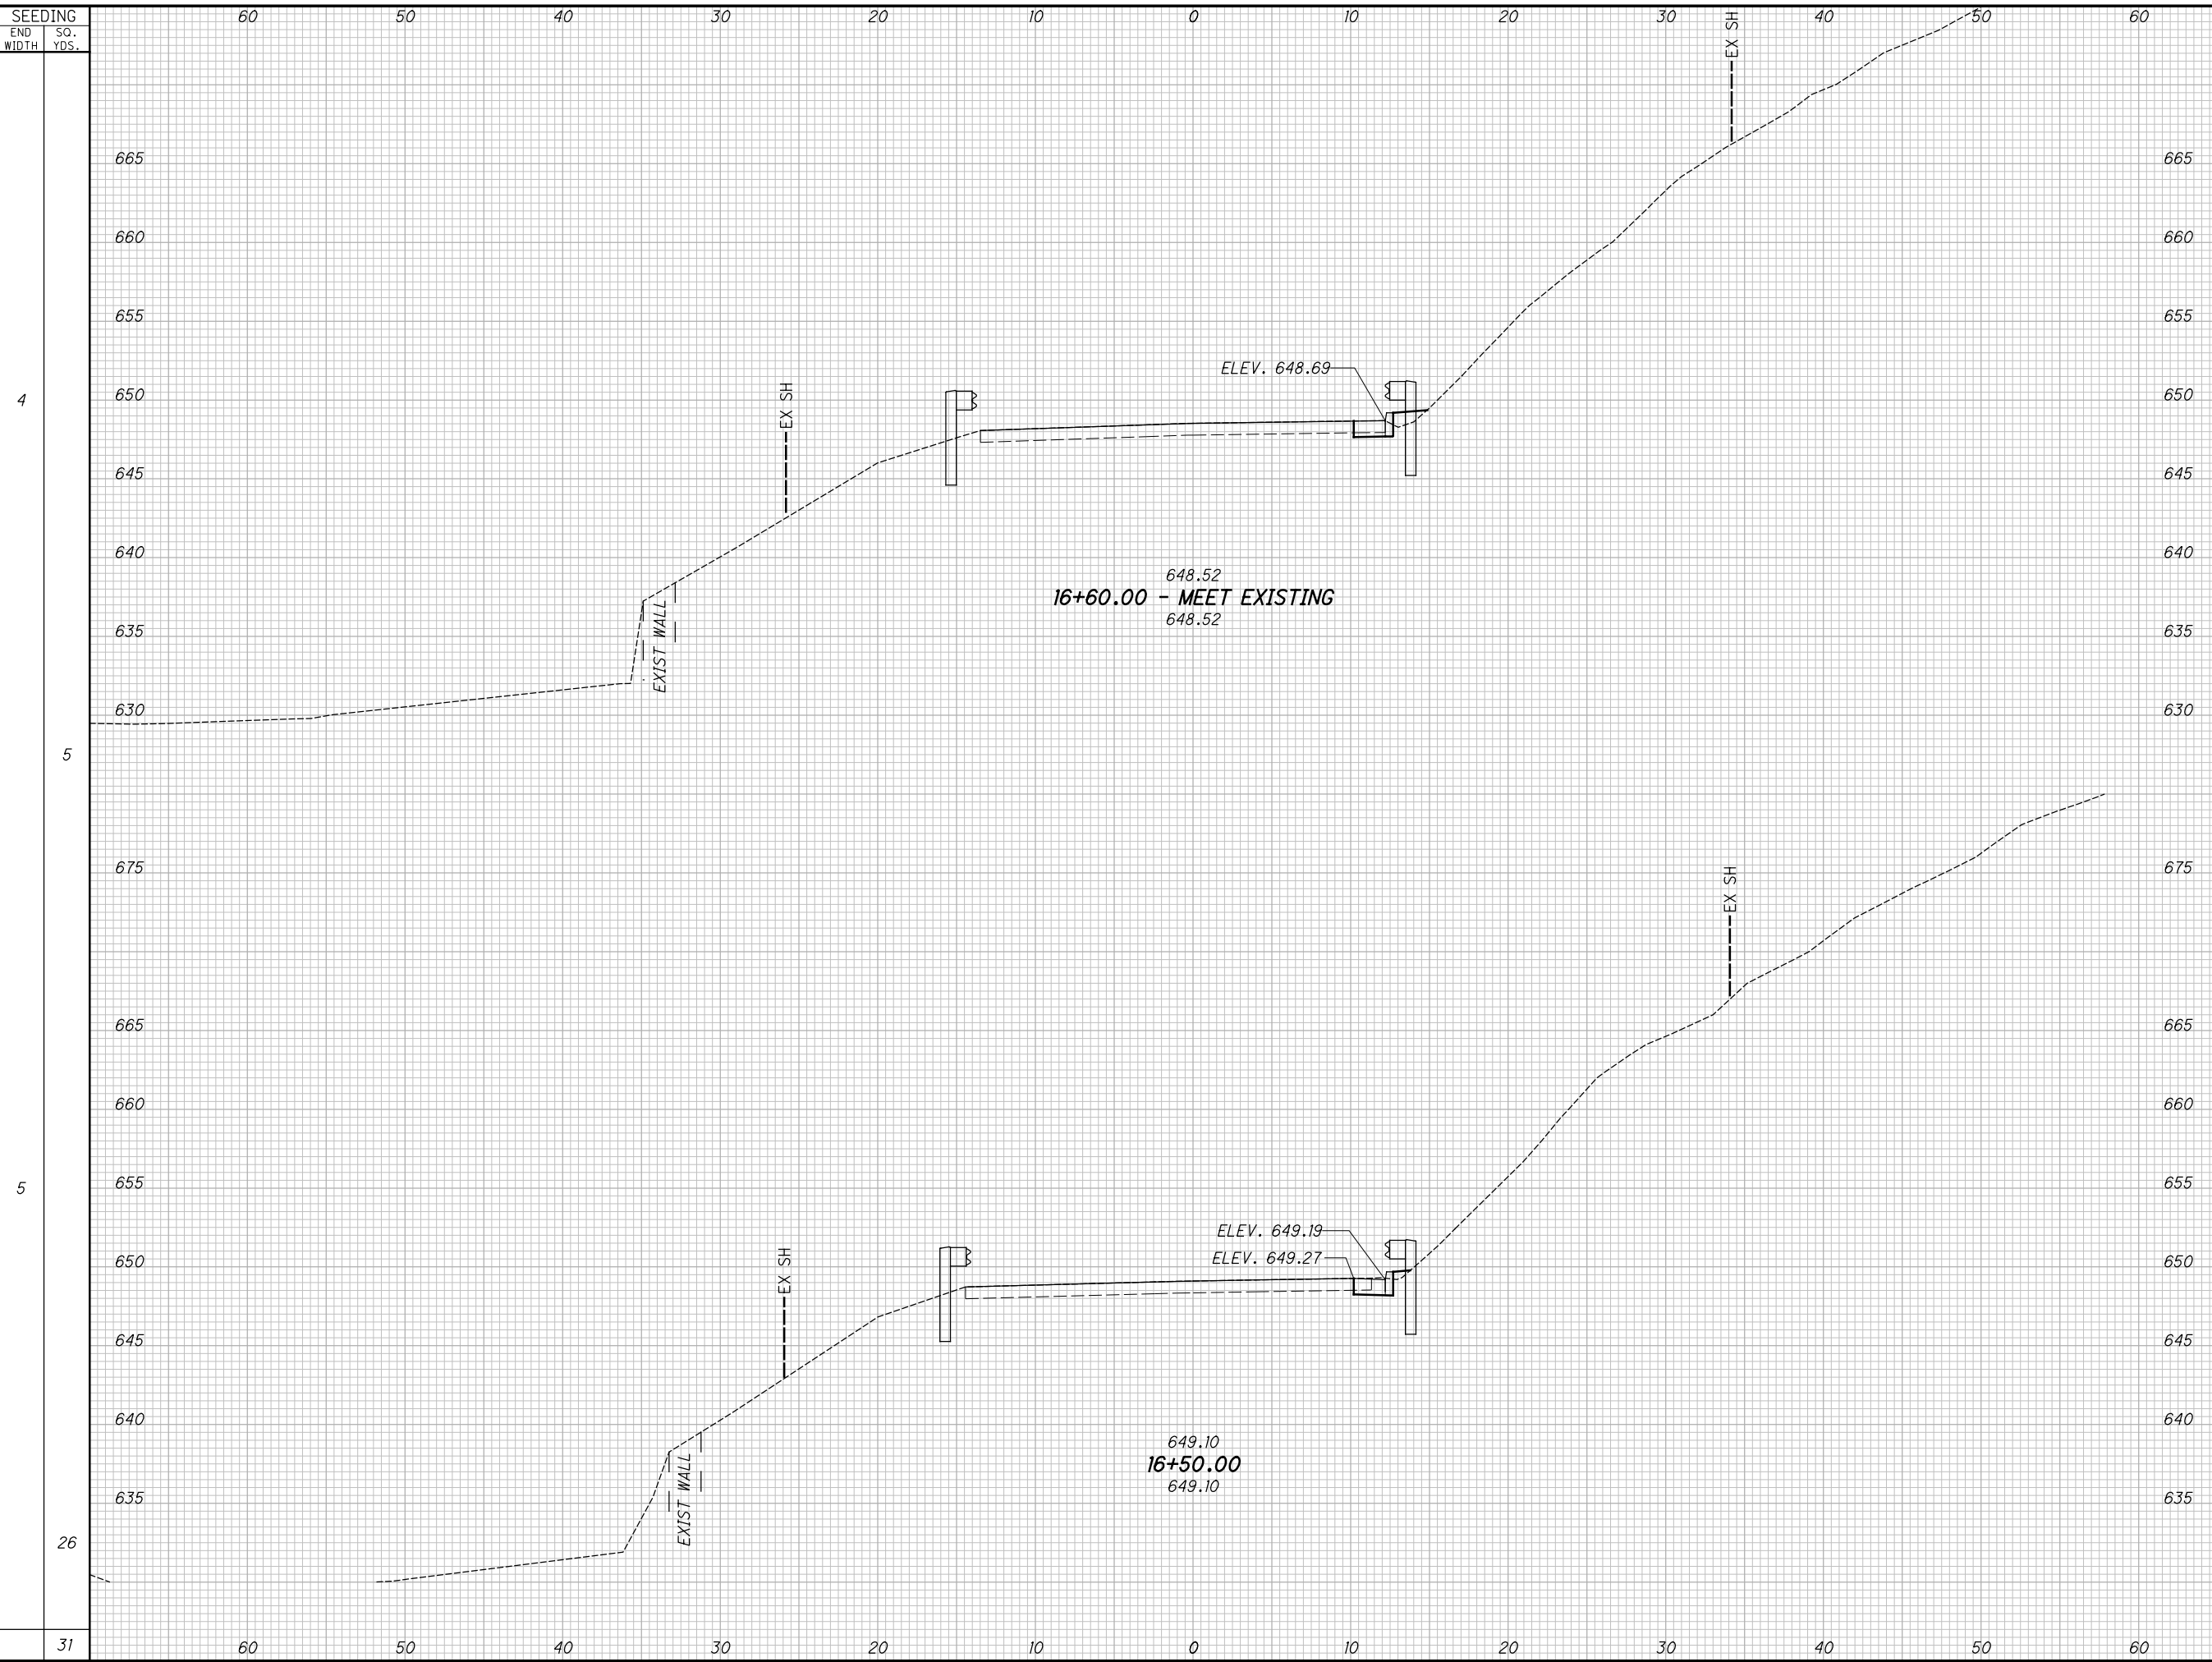 SEEDING
END WIDTH
SQ. YDS.
60 50 40 30 20 10 0 10 20 30 40 50 60
EX SH
665 665
660 660
655 655
ELEV. 648.69
EX SH
4
650 650
645 645
640 640
648.52
16+60.00 - MEET EXISTING
648.52
635 635
EXIST WALL
630 630
5
675 675
EX SH
665 665
660 660
5
655 655
ELEV. 649.19
ELEV. 649.27
EX SH
650 650
645 645
640 640
649.10
16+50.00
649.10
635 635
EXIST WALL
26
31
60 50 40 30 20 10 0 10 20 30 40 50 60